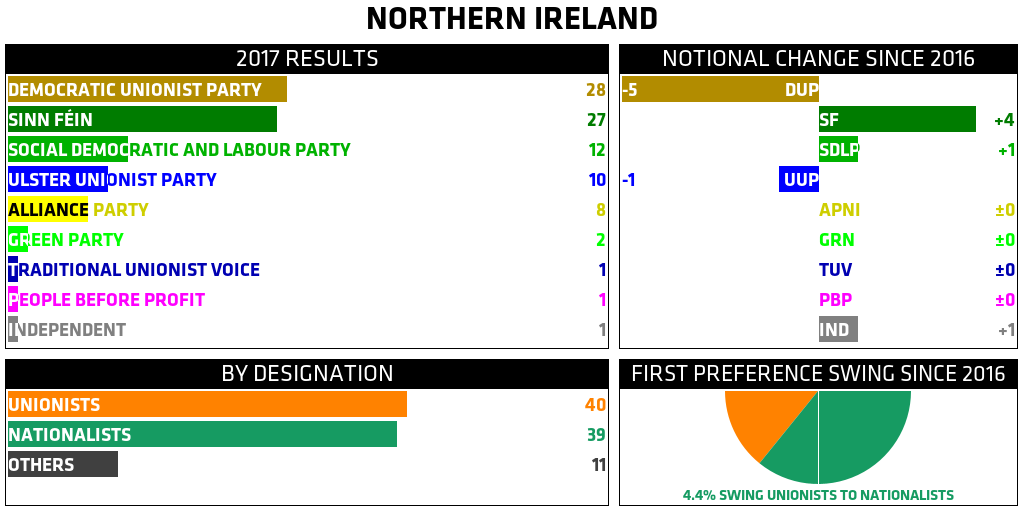 NORTHERN IRELAND
2017 RESULTS
DEMOCRATIC UNIONIST PARTY 28
SINN FÉIN 27
SOCIAL DEMOCRATIC AND LABOUR PARTY 12
ULSTER UNIONIST PARTY 10
ALLIANCE PARTY 8
GREEN PARTY 2
TRADITIONAL UNIONIST VOICE 1
PEOPLE BEFORE PROFIT 1
INDEPENDENT 1
NOTIONAL CHANGE SINCE 2016
-5 DUP
SF +4
SDLP +1
-1 UUP
APNI ±0
GRN ±0
TUV ±0
PBP ±0
IND +1
BY DESIGNATION
UNIONISTS 40
NATIONALISTS 39
OTHERS 11
FIRST PREFERENCE SWING SINCE 2016
4.4% SWING UNIONISTS TO NATIONALISTS